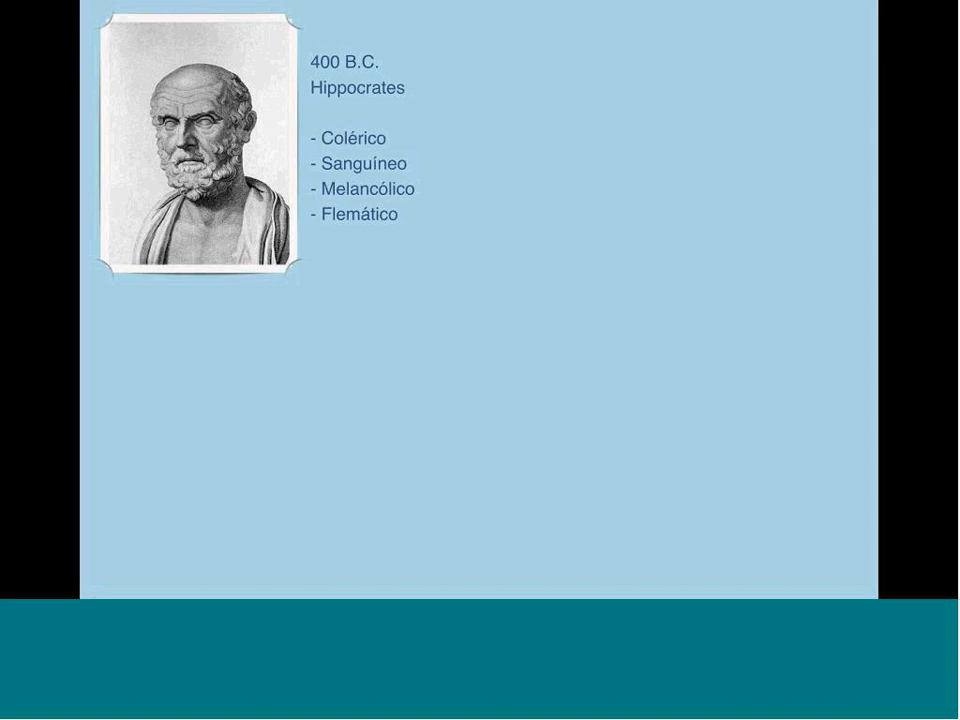 400 B.C.
Hippocrates
- Colérico
- Sanguíneo
- Melancólico
- Flemático